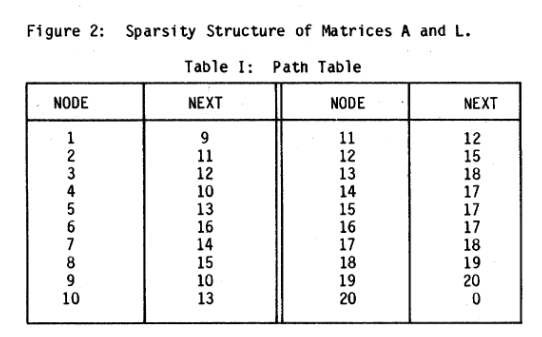 Figure 2: Sparsity Structure of Matrices A and L.
Table I: Path Table
NODE NEXT NODE NEXT
1 9 11 12
2 11 12 15
3 12 13 18
4 10 14 17
5 13 15 17
6 16 16 17
7 14 17 18
8 15 18 19
9 10 19 20
10 13 20 0